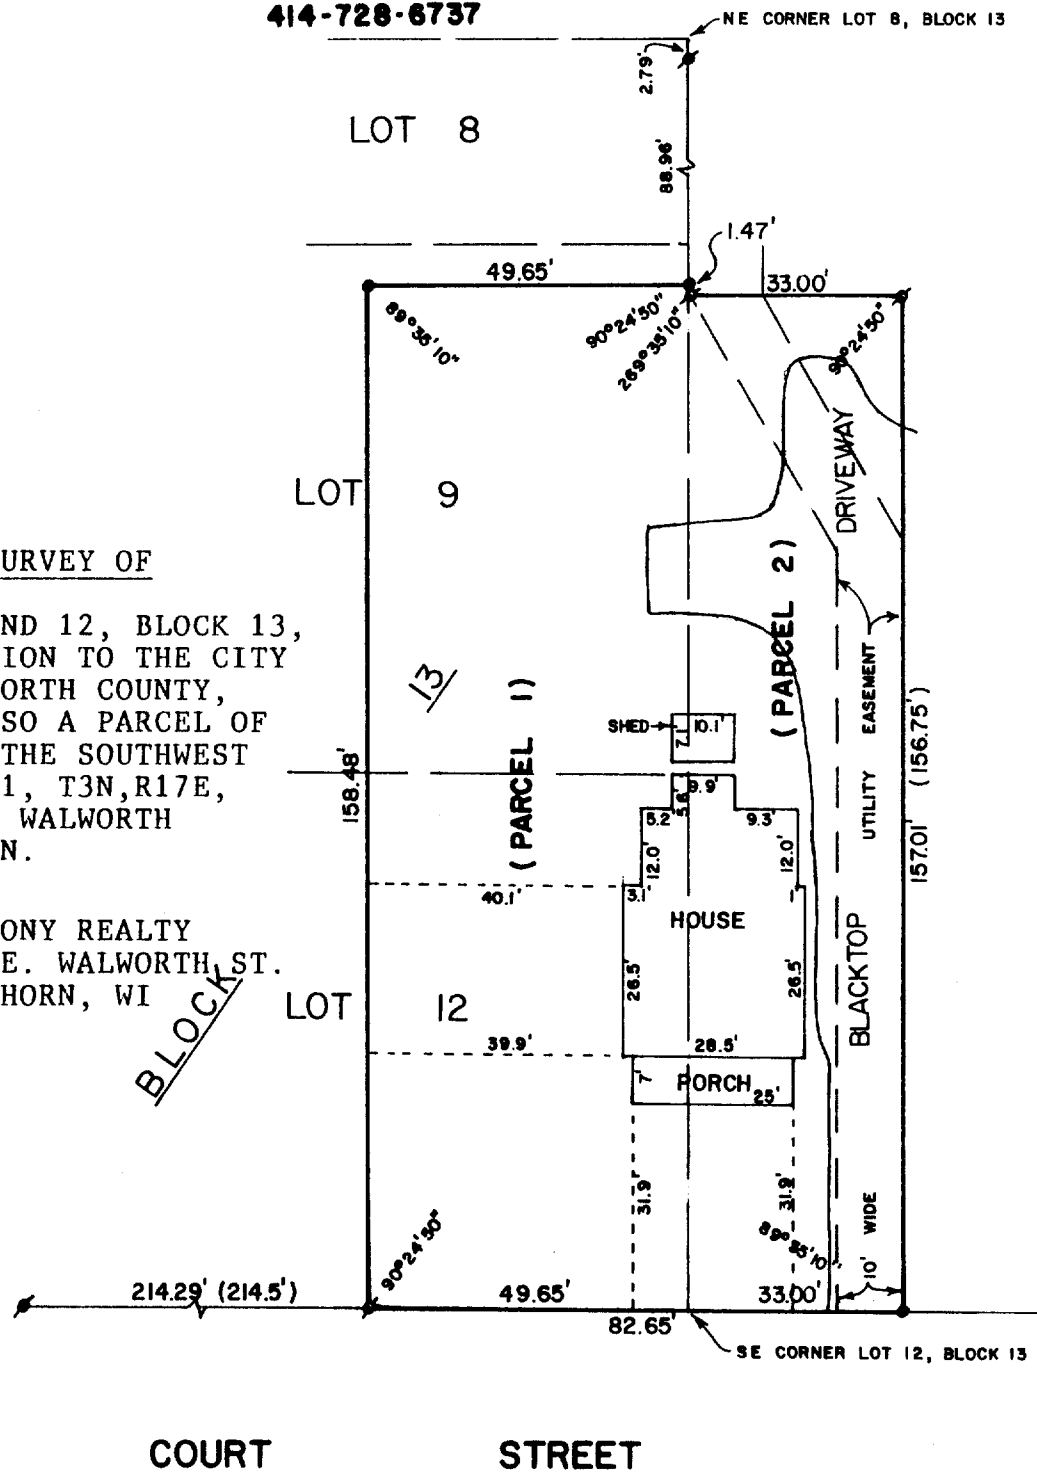 414-728-6737
NE CORNER LOT 8, BLOCK 13
2.79'
LOT 8
88.96'
1.47'
49.65'
33.00'
89°35'10"
90°24'50"
269°35'10"
90°24'50"
DRIVEWAY
LOT 9
URVEY OF
ND 12, BLOCK 13,
ION TO THE CITY
ORTH COUNTY,
SO A PARCEL OF
THE SOUTHWEST
1, T3N,R17E,
WALWORTH
N.
ONY REALTY
E. WALWORTH ST.
HORN, WI
BLOCK
13
(PARCEL 1)
(PARCEL 2)
UTILITY EASEMENT
158.48'
157.01' (156.75')
SHED
10.1'
7.1'
9.9'
5.6'
5.2'
9.3'
12.0'
12.0'
3.1'
1'
40.1'
HOUSE
26.5'
26.5'
BLACKTOP
LOT 12
39.9'
28.5'
7'
PORCH
25'
31.9'
31.9'
10' WIDE
90°24'50"
89°35'10"
214.29' (214.5')
49.65'
33.00'
82.65'
SE CORNER LOT 12, BLOCK 13
COURT STREET